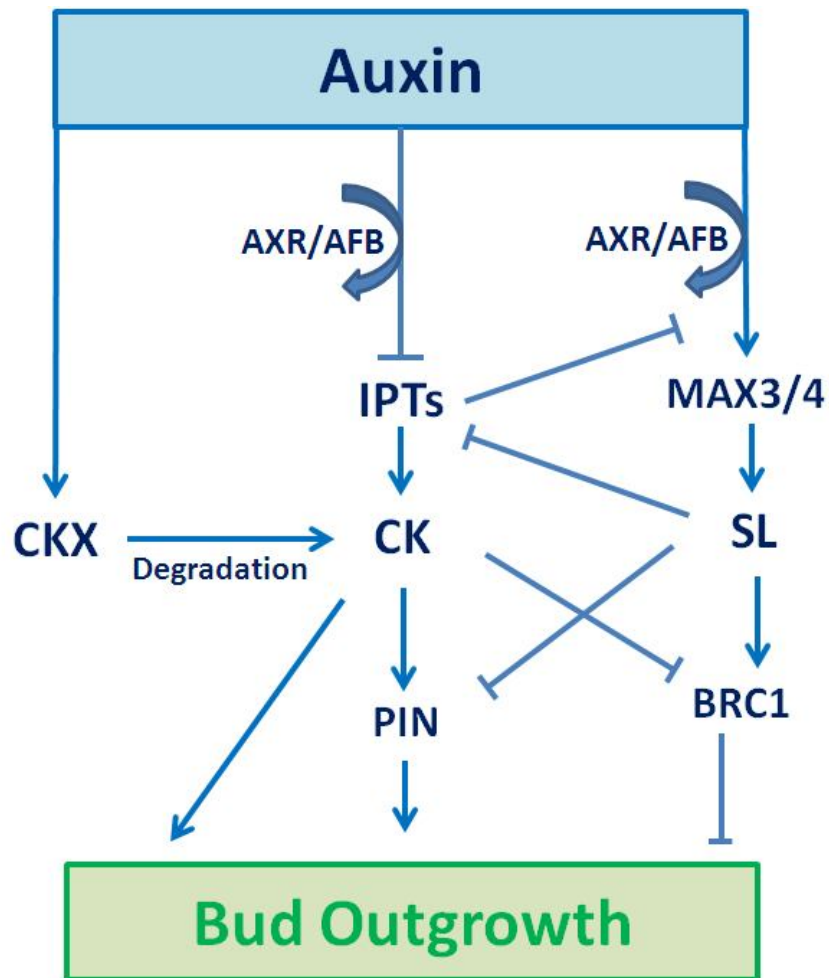 Auxin
AXR/AFB
AXR/AFB
IPTs
MAX3/4
CKX
Degradation
CK
SL
PIN
BRC1
Bud Outgrowth